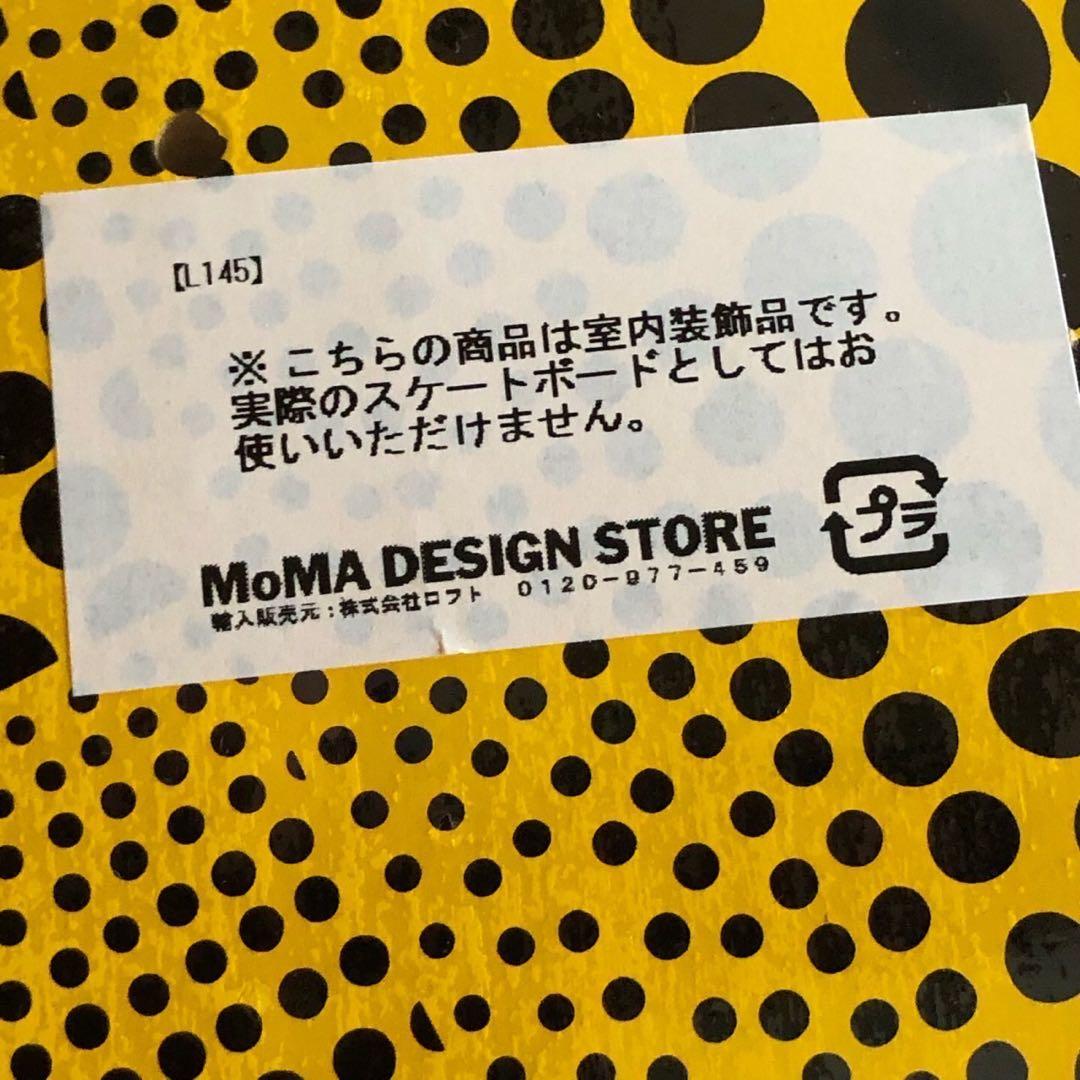 【L145】
※こちらの商品は室内装飾品です。
実際のスケートボードとしてはお
使いいただけません。
MoMA DESIGN STORE
輸入販売元:株式会社ロフト 0120-977-459
プラ